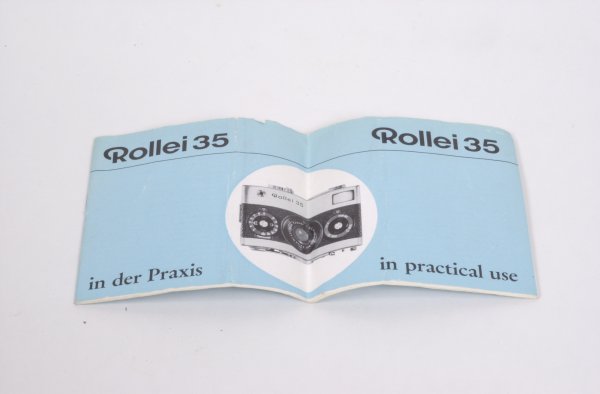 Rollei 35
in der Praxis
Rollei 35
in practical use
Rollei 35